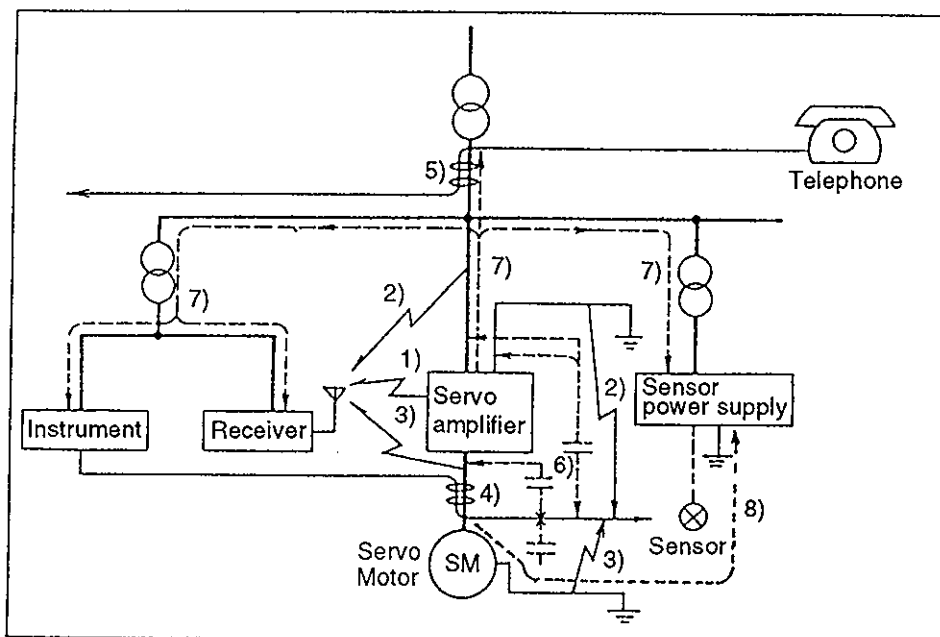 5)
Telephone
7)
2)
7)
7)
1)
3)
Servo
amplifier
2)
Sensor
power supply
Instrument
Receiver
6)
4)
8)
Sensor
Servo
Motor
SM
3)